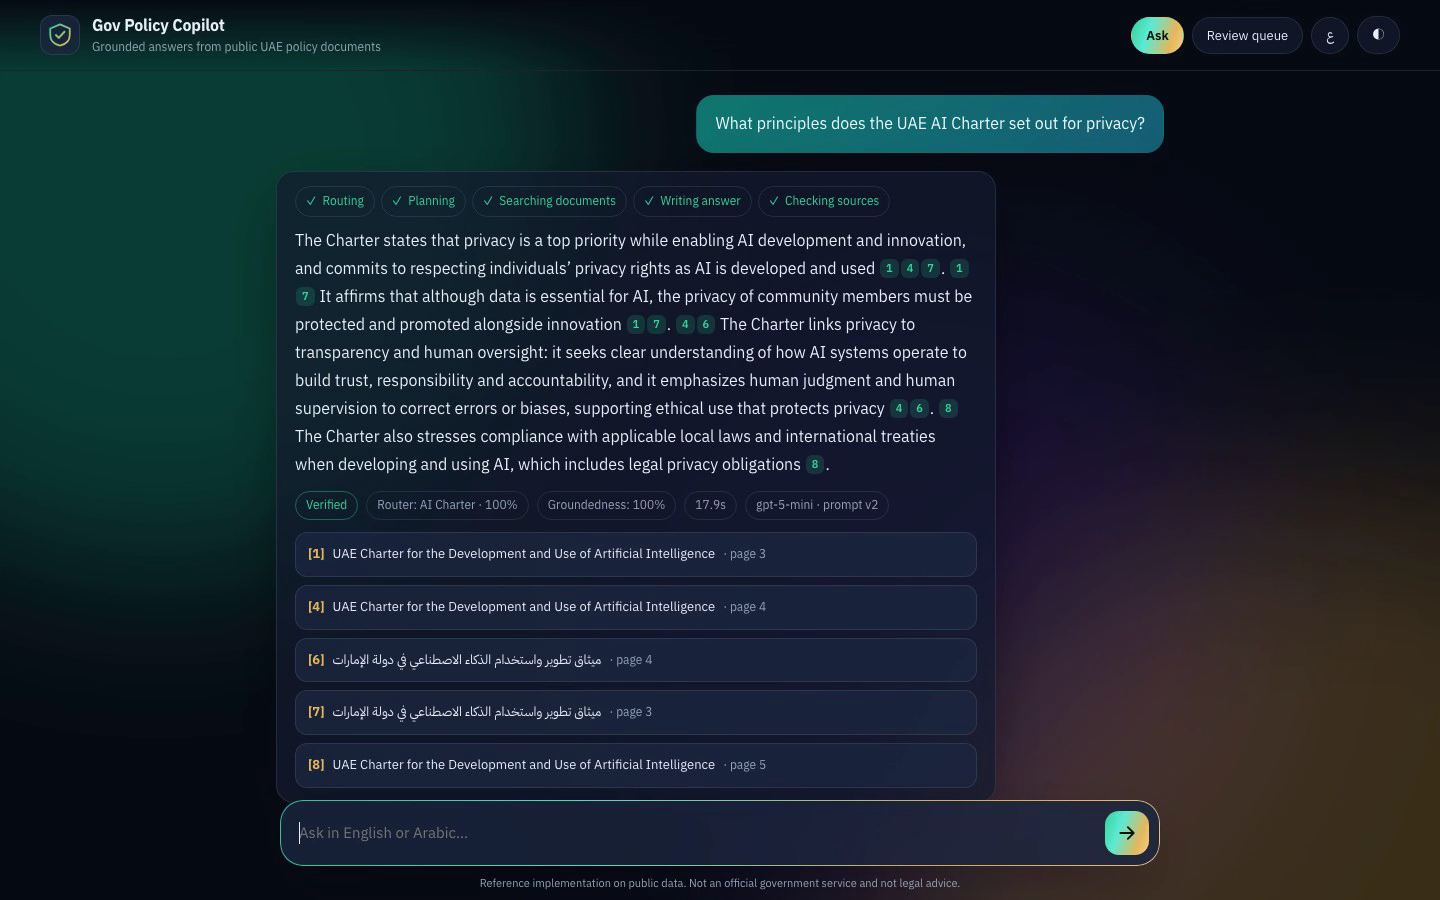 Gov Policy Copilot
Grounded answers from public UAE policy documents
Ask
Review queue
ع
What principles does the UAE AI Charter set out for privacy?
✓ Routing
✓ Planning
✓ Searching documents
✓ Writing answer
✓ Checking sources
The Charter states that privacy is a top priority while enabling AI development and innovation,
and commits to respecting individuals’ privacy rights as AI is developed and used 1 4 7 . 1
7 It affirms that although data is essential for AI, the privacy of community members must be
protected and promoted alongside innovation 1 7 . 4 6 The Charter links privacy to
transparency and human oversight: it seeks clear understanding of how AI systems operate to
build trust, responsibility and accountability, and it emphasizes human judgment and human
supervision to correct errors or biases, supporting ethical use that protects privacy 4 6 . 8
The Charter also stresses compliance with applicable local laws and international treaties
when developing and using AI, which includes legal privacy obligations 8 .
Verified
Router: AI Charter · 100%
Groundedness: 100%
17.9s
gpt-5-mini · prompt v2
[1] UAE Charter for the Development and Use of Artificial Intelligence · page 3
[4] UAE Charter for the Development and Use of Artificial Intelligence · page 4
[6] ميثاق تطوير واستخدام الذكاء الاصطناعي في دولة الإمارات · page 4
[7] ميثاق تطوير واستخدام الذكاء الاصطناعي في دولة الإمارات · page 3
[8] UAE Charter for the Development and Use of Artificial Intelligence · page 5
Ask in English or Arabic...
Reference implementation on public data. Not an official government service and not legal advice.